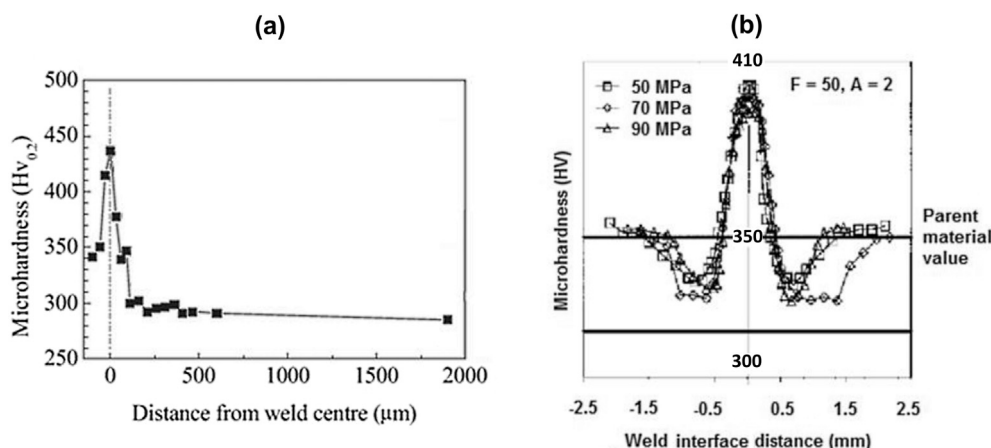 (a)
500
450
400
350
300
250
Microhardness (Hv0.2)
0
500
1000
1500
2000
Distance from weld centre (µm)
(b)
410
50 MPa
70 MPa
90 MPa
F = 50, A = 2
350
300
Microhardness (HV)
Parent
material
value
-2.5
-1.5
-0.5
0.5
1.5
2.5
Weld interface distance (mm)